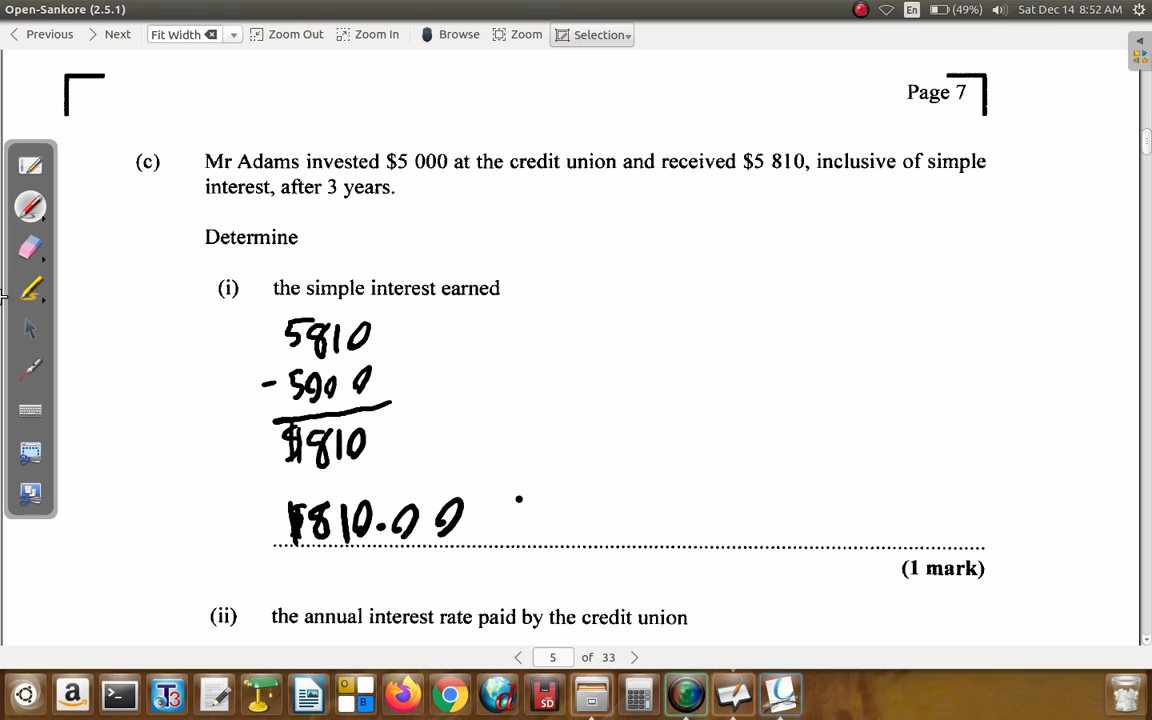 Open-Sankore (2.5.1)
En (49%) Sat Dec 14 8:52 AM
Previous Next Fit Width Zoom Out Zoom In Browse Zoom Selection
Page 7
(c) Mr Adams invested $5 000 at the credit union and received $5 810, inclusive of simple
interest, after 3 years.
Determine
(i) the simple interest earned
5810
- 5000
$810
$810.00
(1 mark)
(ii) the annual interest rate paid by the credit union
5 of 33
a T3 SD